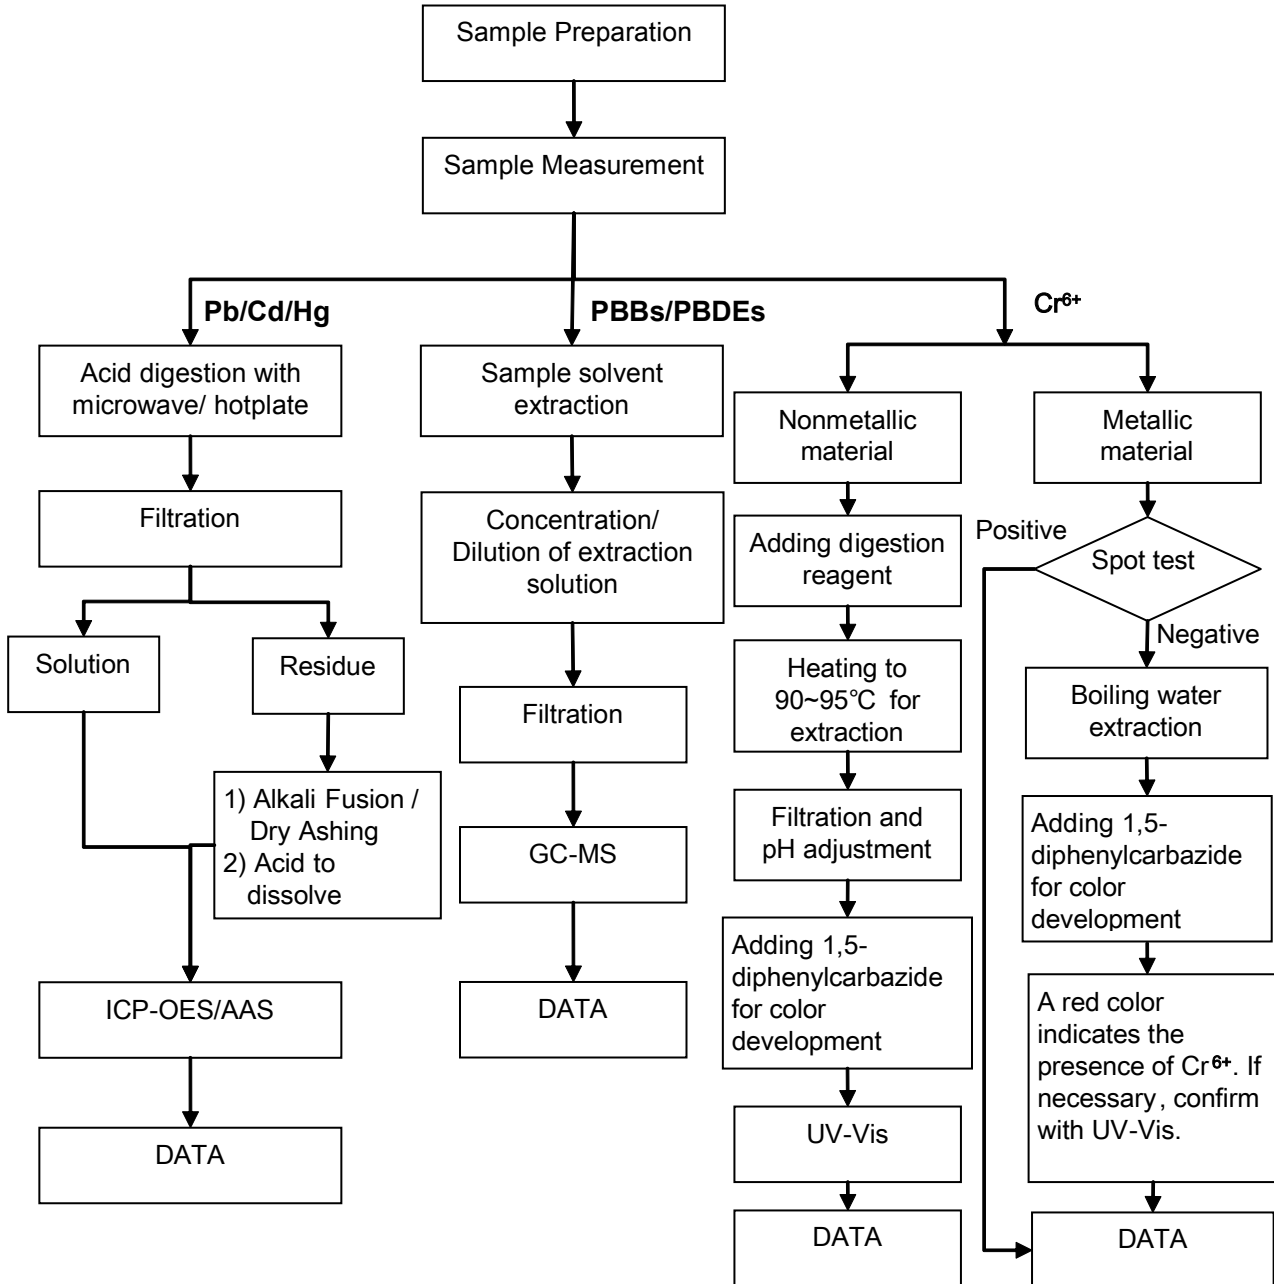 Sample Preparation
Sample Measurement
Pb/Cd/Hg
PBBs/PBDEs
Cr⁶⁺
Acid digestion with
microwave/ hotplate
Filtration
Solution
Residue
1) Alkali Fusion /
Dry Ashing
2) Acid to
dissolve
ICP-OES/AAS
DATA
Sample solvent
extraction
Concentration/
Dilution of extraction
solution
Filtration
GC-MS
DATA
Nonmetallic
material
Adding digestion
reagent
Heating to
90~95℃ for
extraction
Filtration and
pH adjustment
Adding 1,5-
diphenylcarbazide
for color
development
UV-Vis
DATA
Metallic
material
Positive
Spot test
Negative
Boiling water
extraction
Adding 1,5-
diphenylcarbazide
for color
development
A red color
indicates the
presence of Cr⁶⁺. If
necessary, confirm
with UV-Vis.
DATA